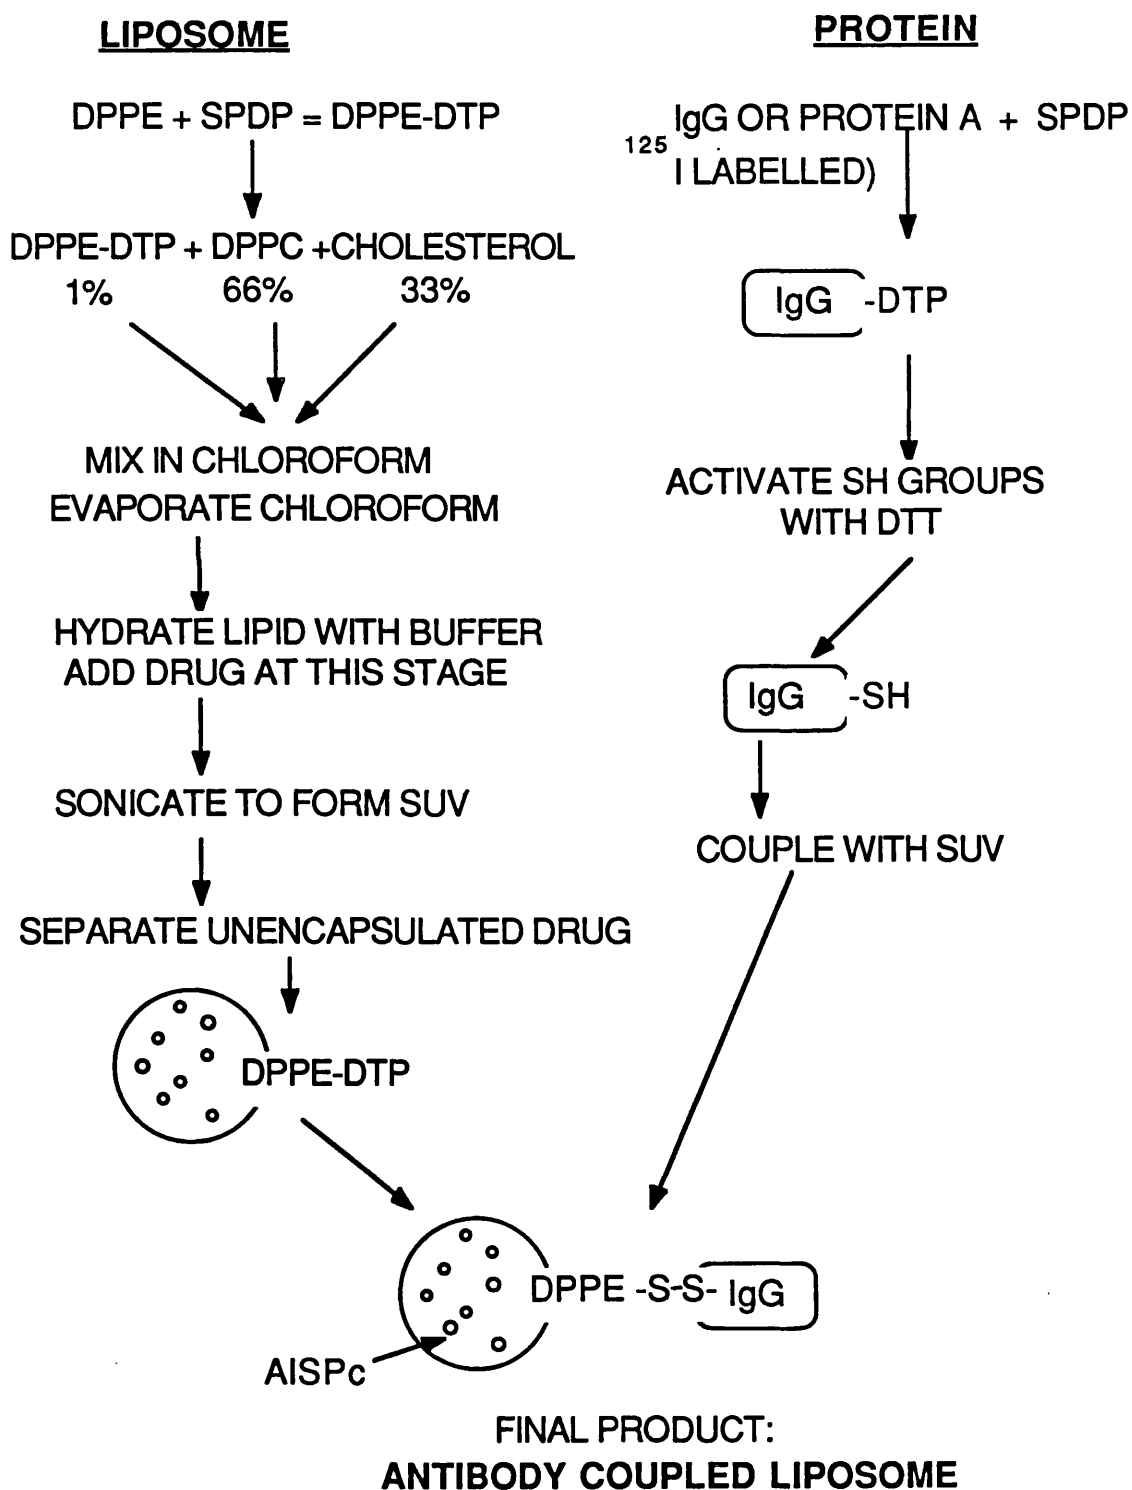 LIPOSOME
DPPE + SPDP = DPPE-DTP
DPPE-DTP + DPPC +CHOLESTEROL
1% 66% 33%
MIX IN CHLOROFORM
EVAPORATE CHLOROFORM
HYDRATE LIPID WITH BUFFER
ADD DRUG AT THIS STAGE
SONICATE TO FORM SUV
SEPARATE UNENCAPSULATED DRUG
DPPE-DTP
PROTEIN
IgG OR PROTEIN A + SPDP
125
I LABELLED)
IgG -DTP
ACTIVATE SH GROUPS
WITH DTT
IgG -SH
COUPLE WITH SUV
DPPE -S-S- IgG
AlSPc
FINAL PRODUCT:
ANTIBODY COUPLED LIPOSOME